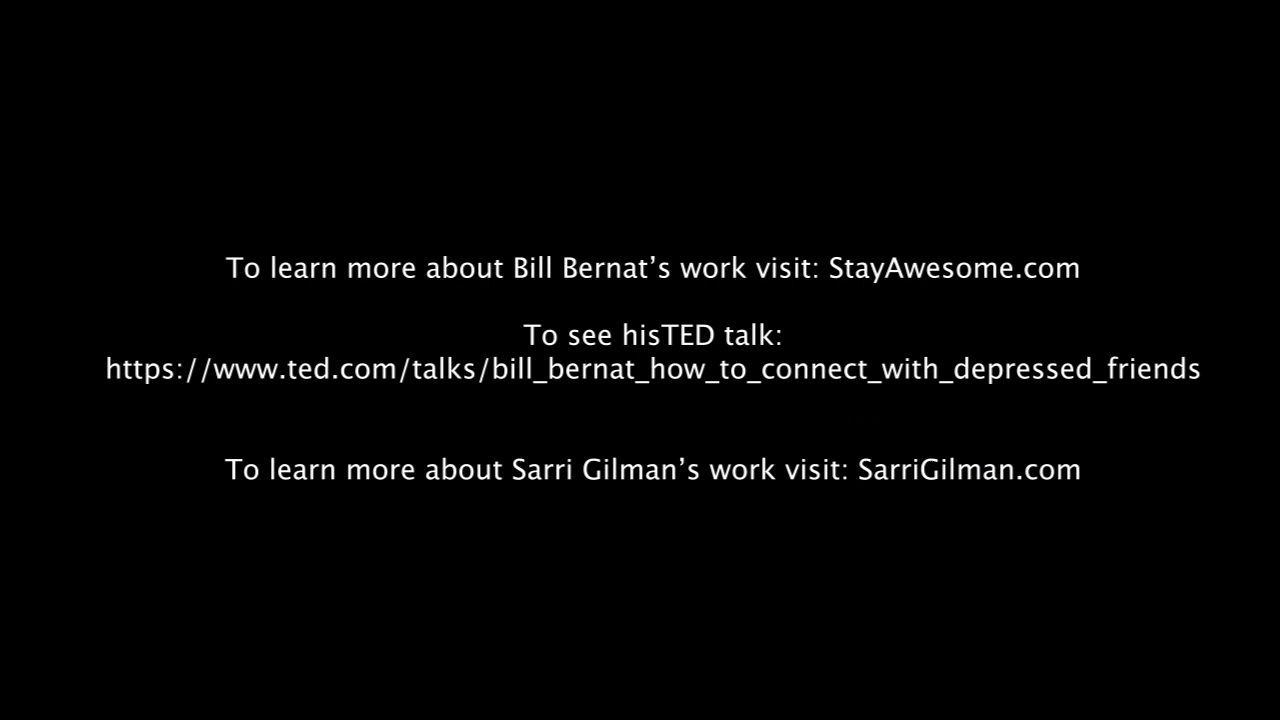 To learn more about Bill Bernat’s work visit: StayAwesome.com
To see hisTED talk:
https://www.ted.com/talks/bill_bernat_how_to_connect_with_depressed_friends
To learn more about Sarri Gilman’s work visit: SarriGilman.com